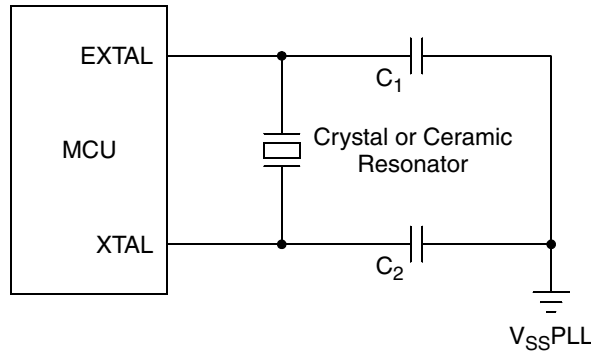 EXTAL
C1
MCU
Crystal or Ceramic
Resonator
XTAL
C2
VSSPLL